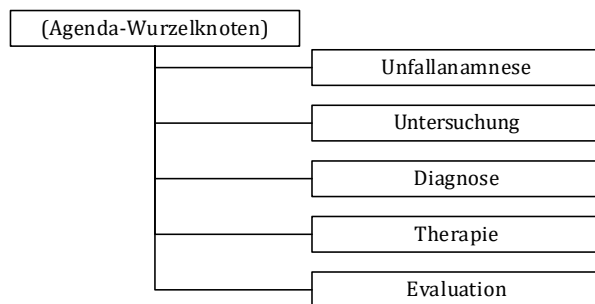 (Agenda-Wurzelknoten)
Unfallanamnese
Untersuchung
Diagnose
Therapie
Evaluation